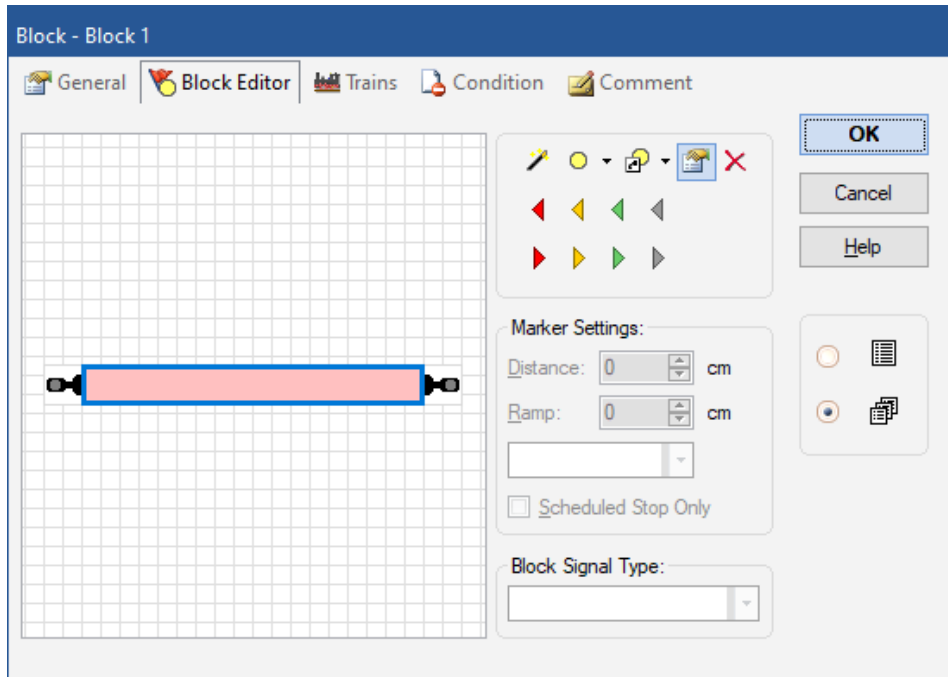 Block - Block 1
General Block Editor Trains Condition Comment
OK
Cancel
Help
Marker Settings:
Distance: 0 cm
Ramp: 0 cm
Scheduled Stop Only
Block Signal Type: